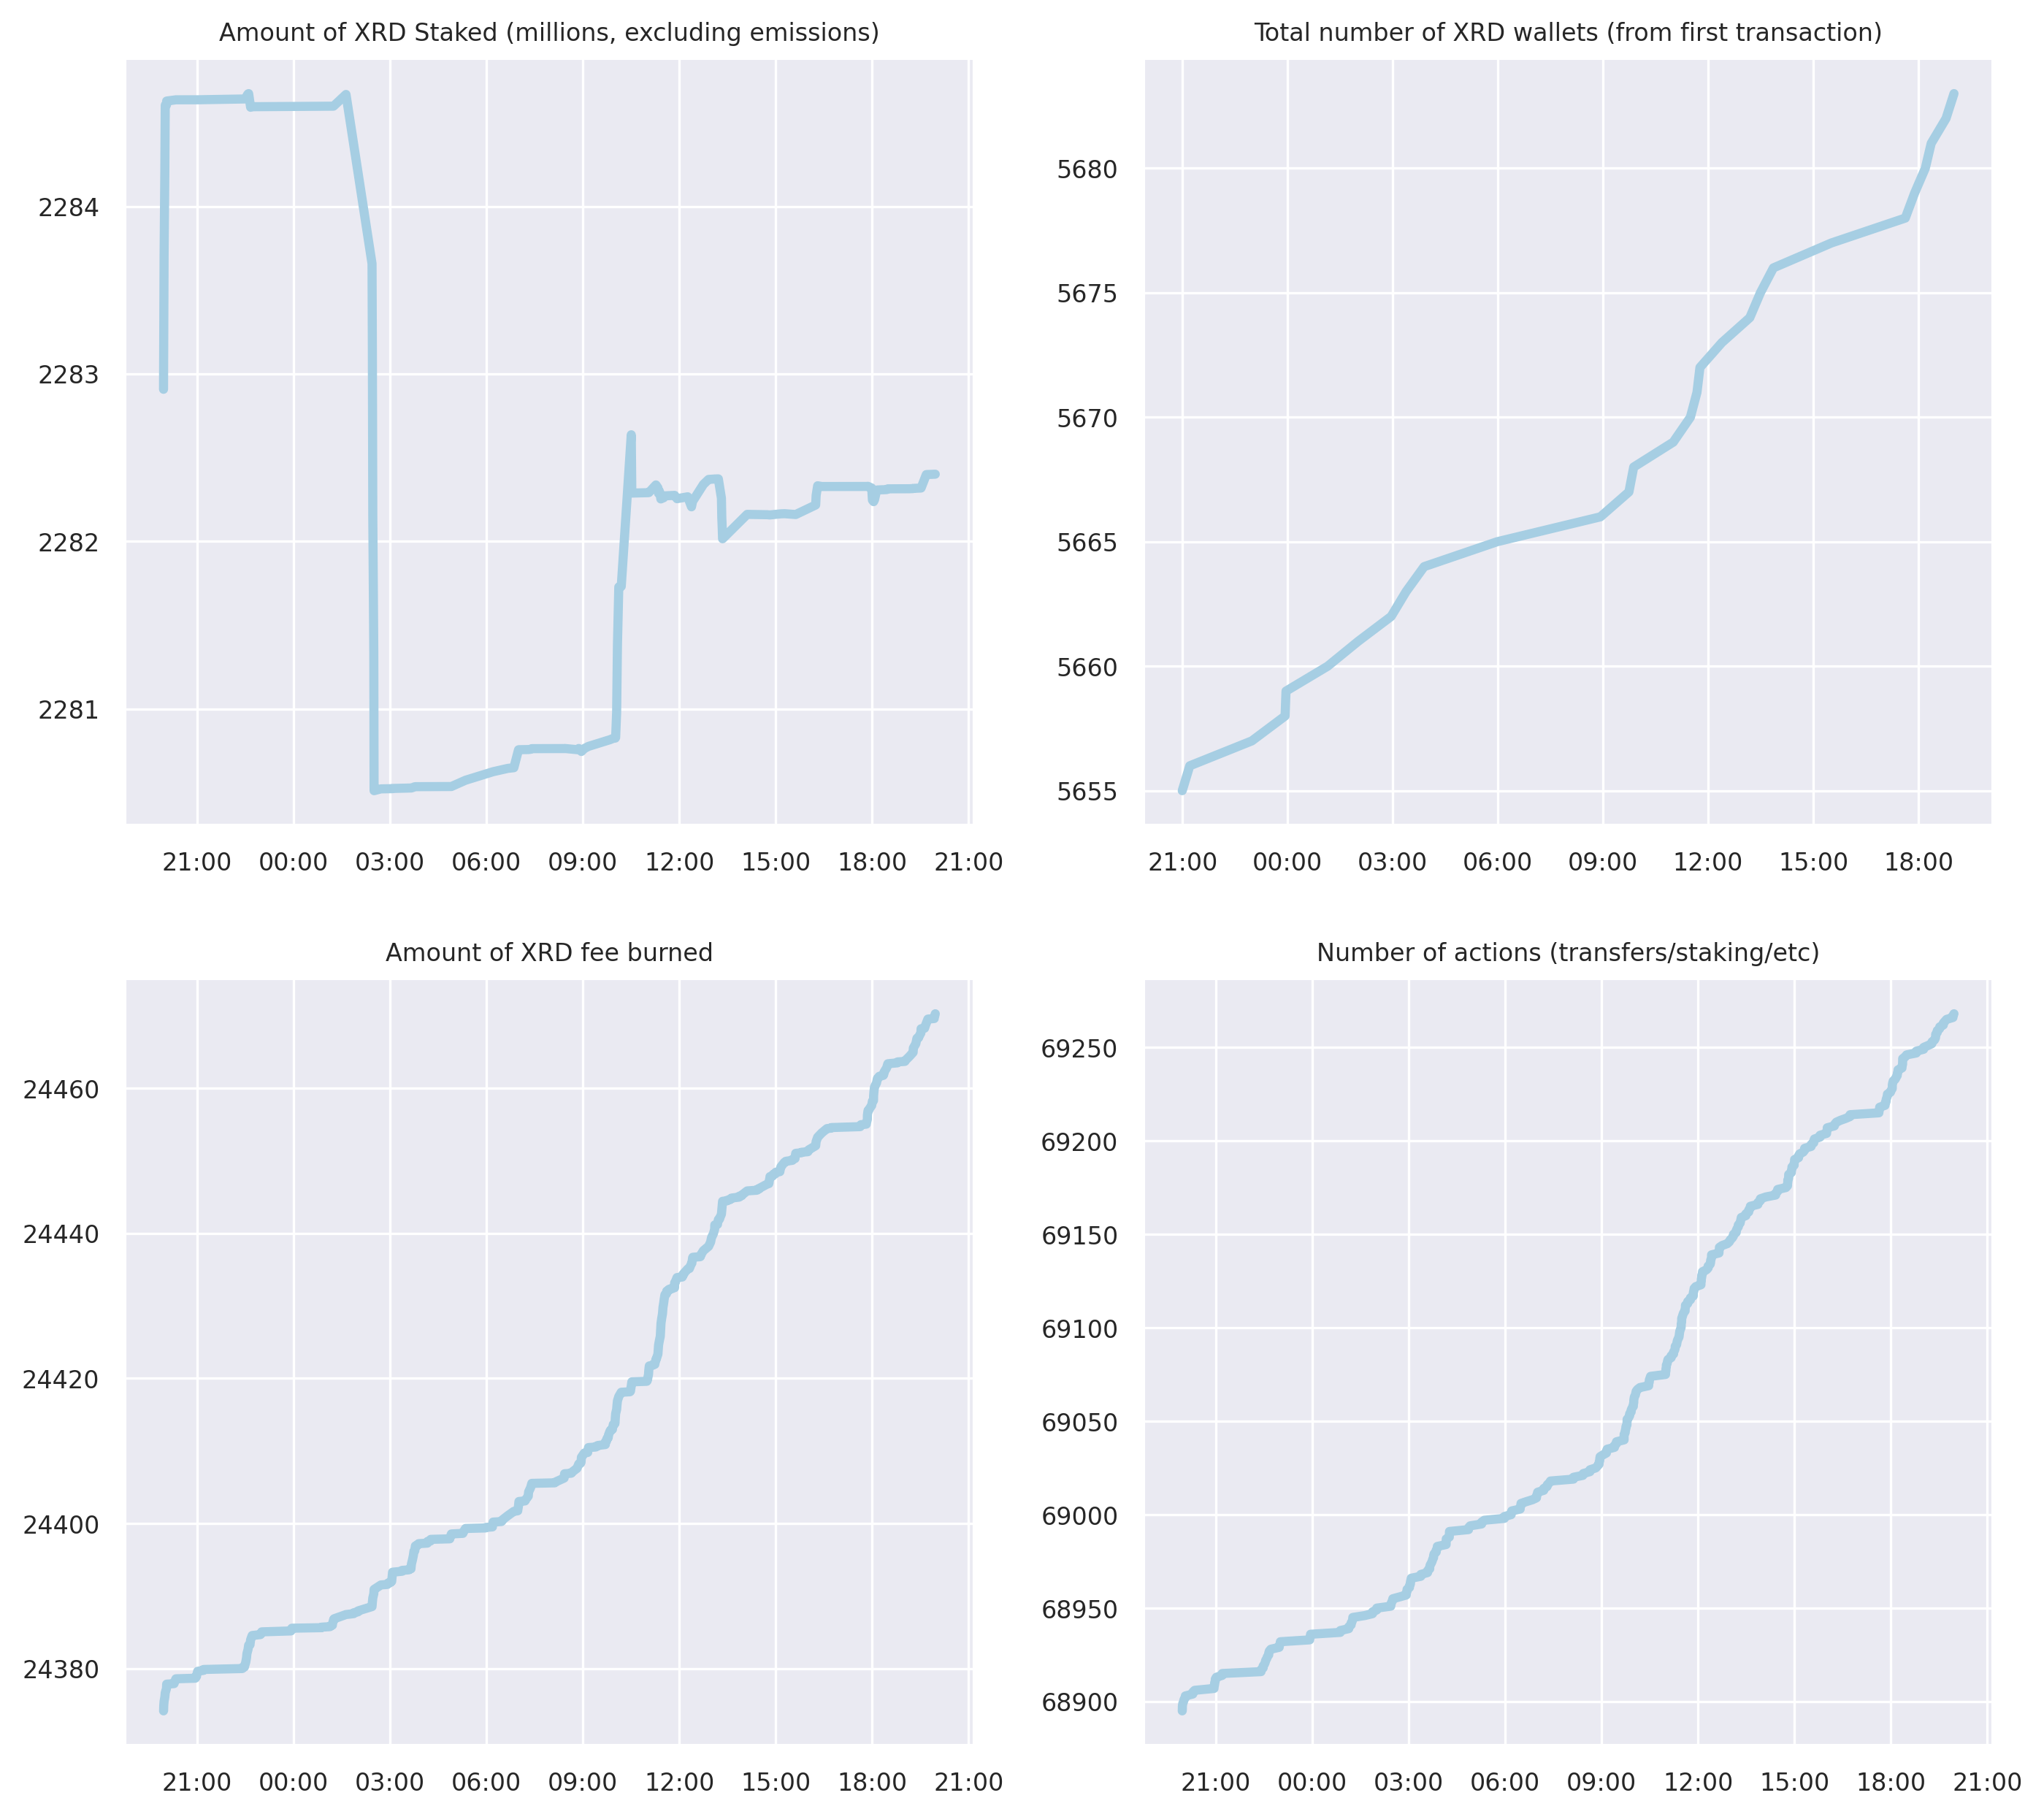 Amount of XRD Staked (millions, excluding emissions)
2284
2283
2282
2281
21:00 00:00 03:00 06:00 09:00 12:00 15:00 18:00 21:00
Total number of XRD wallets (from first transaction)
5680
5675
5670
5665
5660
5655
21:00 00:00 03:00 06:00 09:00 12:00 15:00 18:00
Amount of XRD fee burned
24460
24440
24420
24400
24380
21:00 00:00 03:00 06:00 09:00 12:00 15:00 18:00 21:00
Number of actions (transfers/staking/etc)
69250
69200
69150
69100
69050
69000
68950
68900
21:00 00:00 03:00 06:00 09:00 12:00 15:00 18:00 21:00